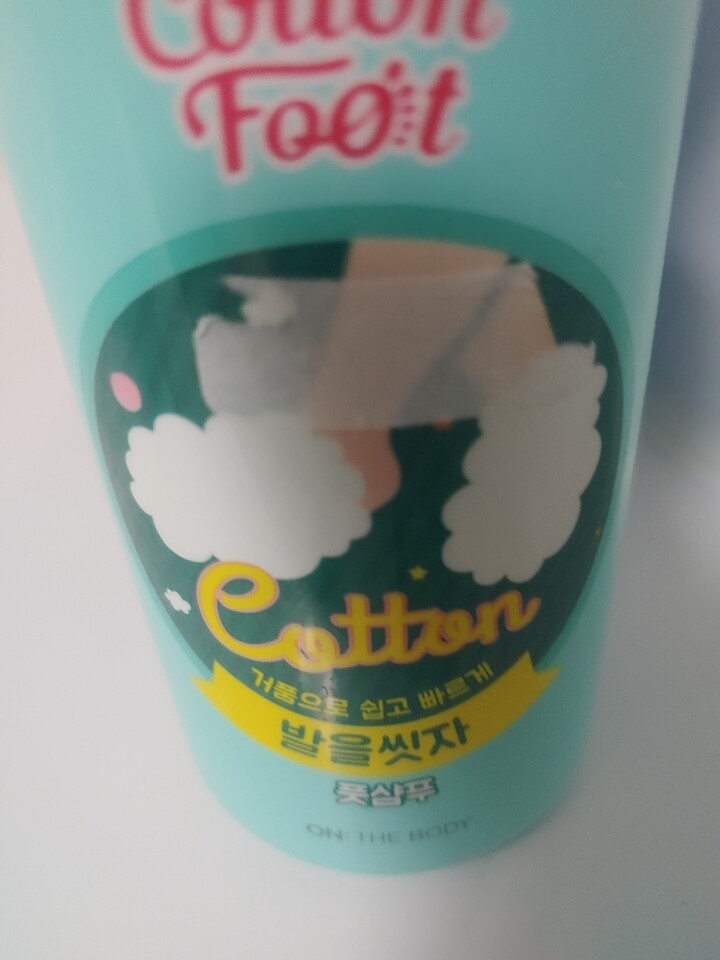 Cotton
Foot
Cotton
거품으로 쉽고 빠르게
발을씻자
풋샴푸
ON: THE BODY